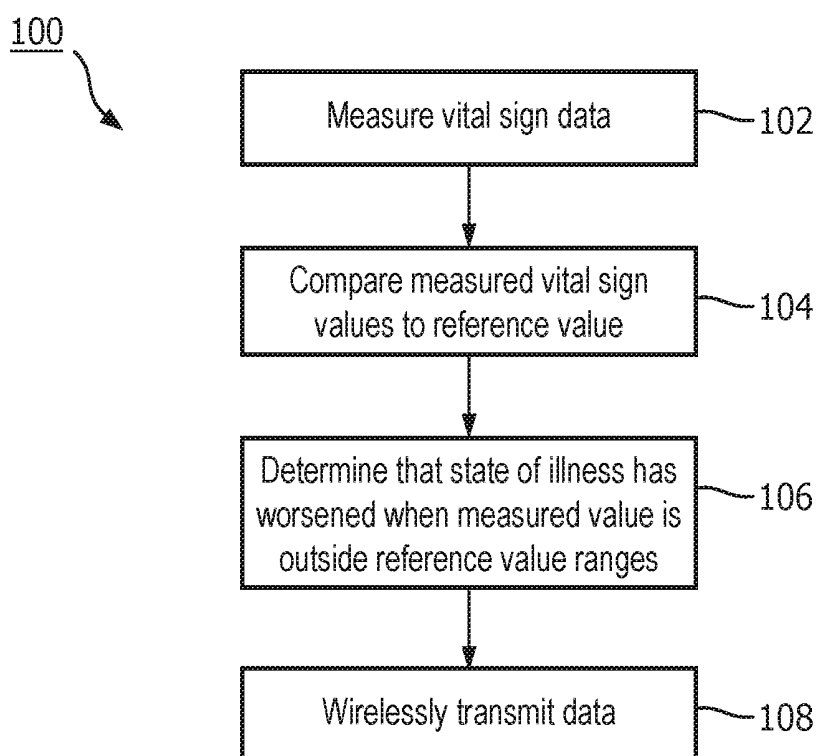 100
Measure vital sign data
102
Compare measured vital sign
values to reference value
104
Determine that state of illness has
worsened when measured value is
outside reference value ranges
106
Wirelessly transmit data
108